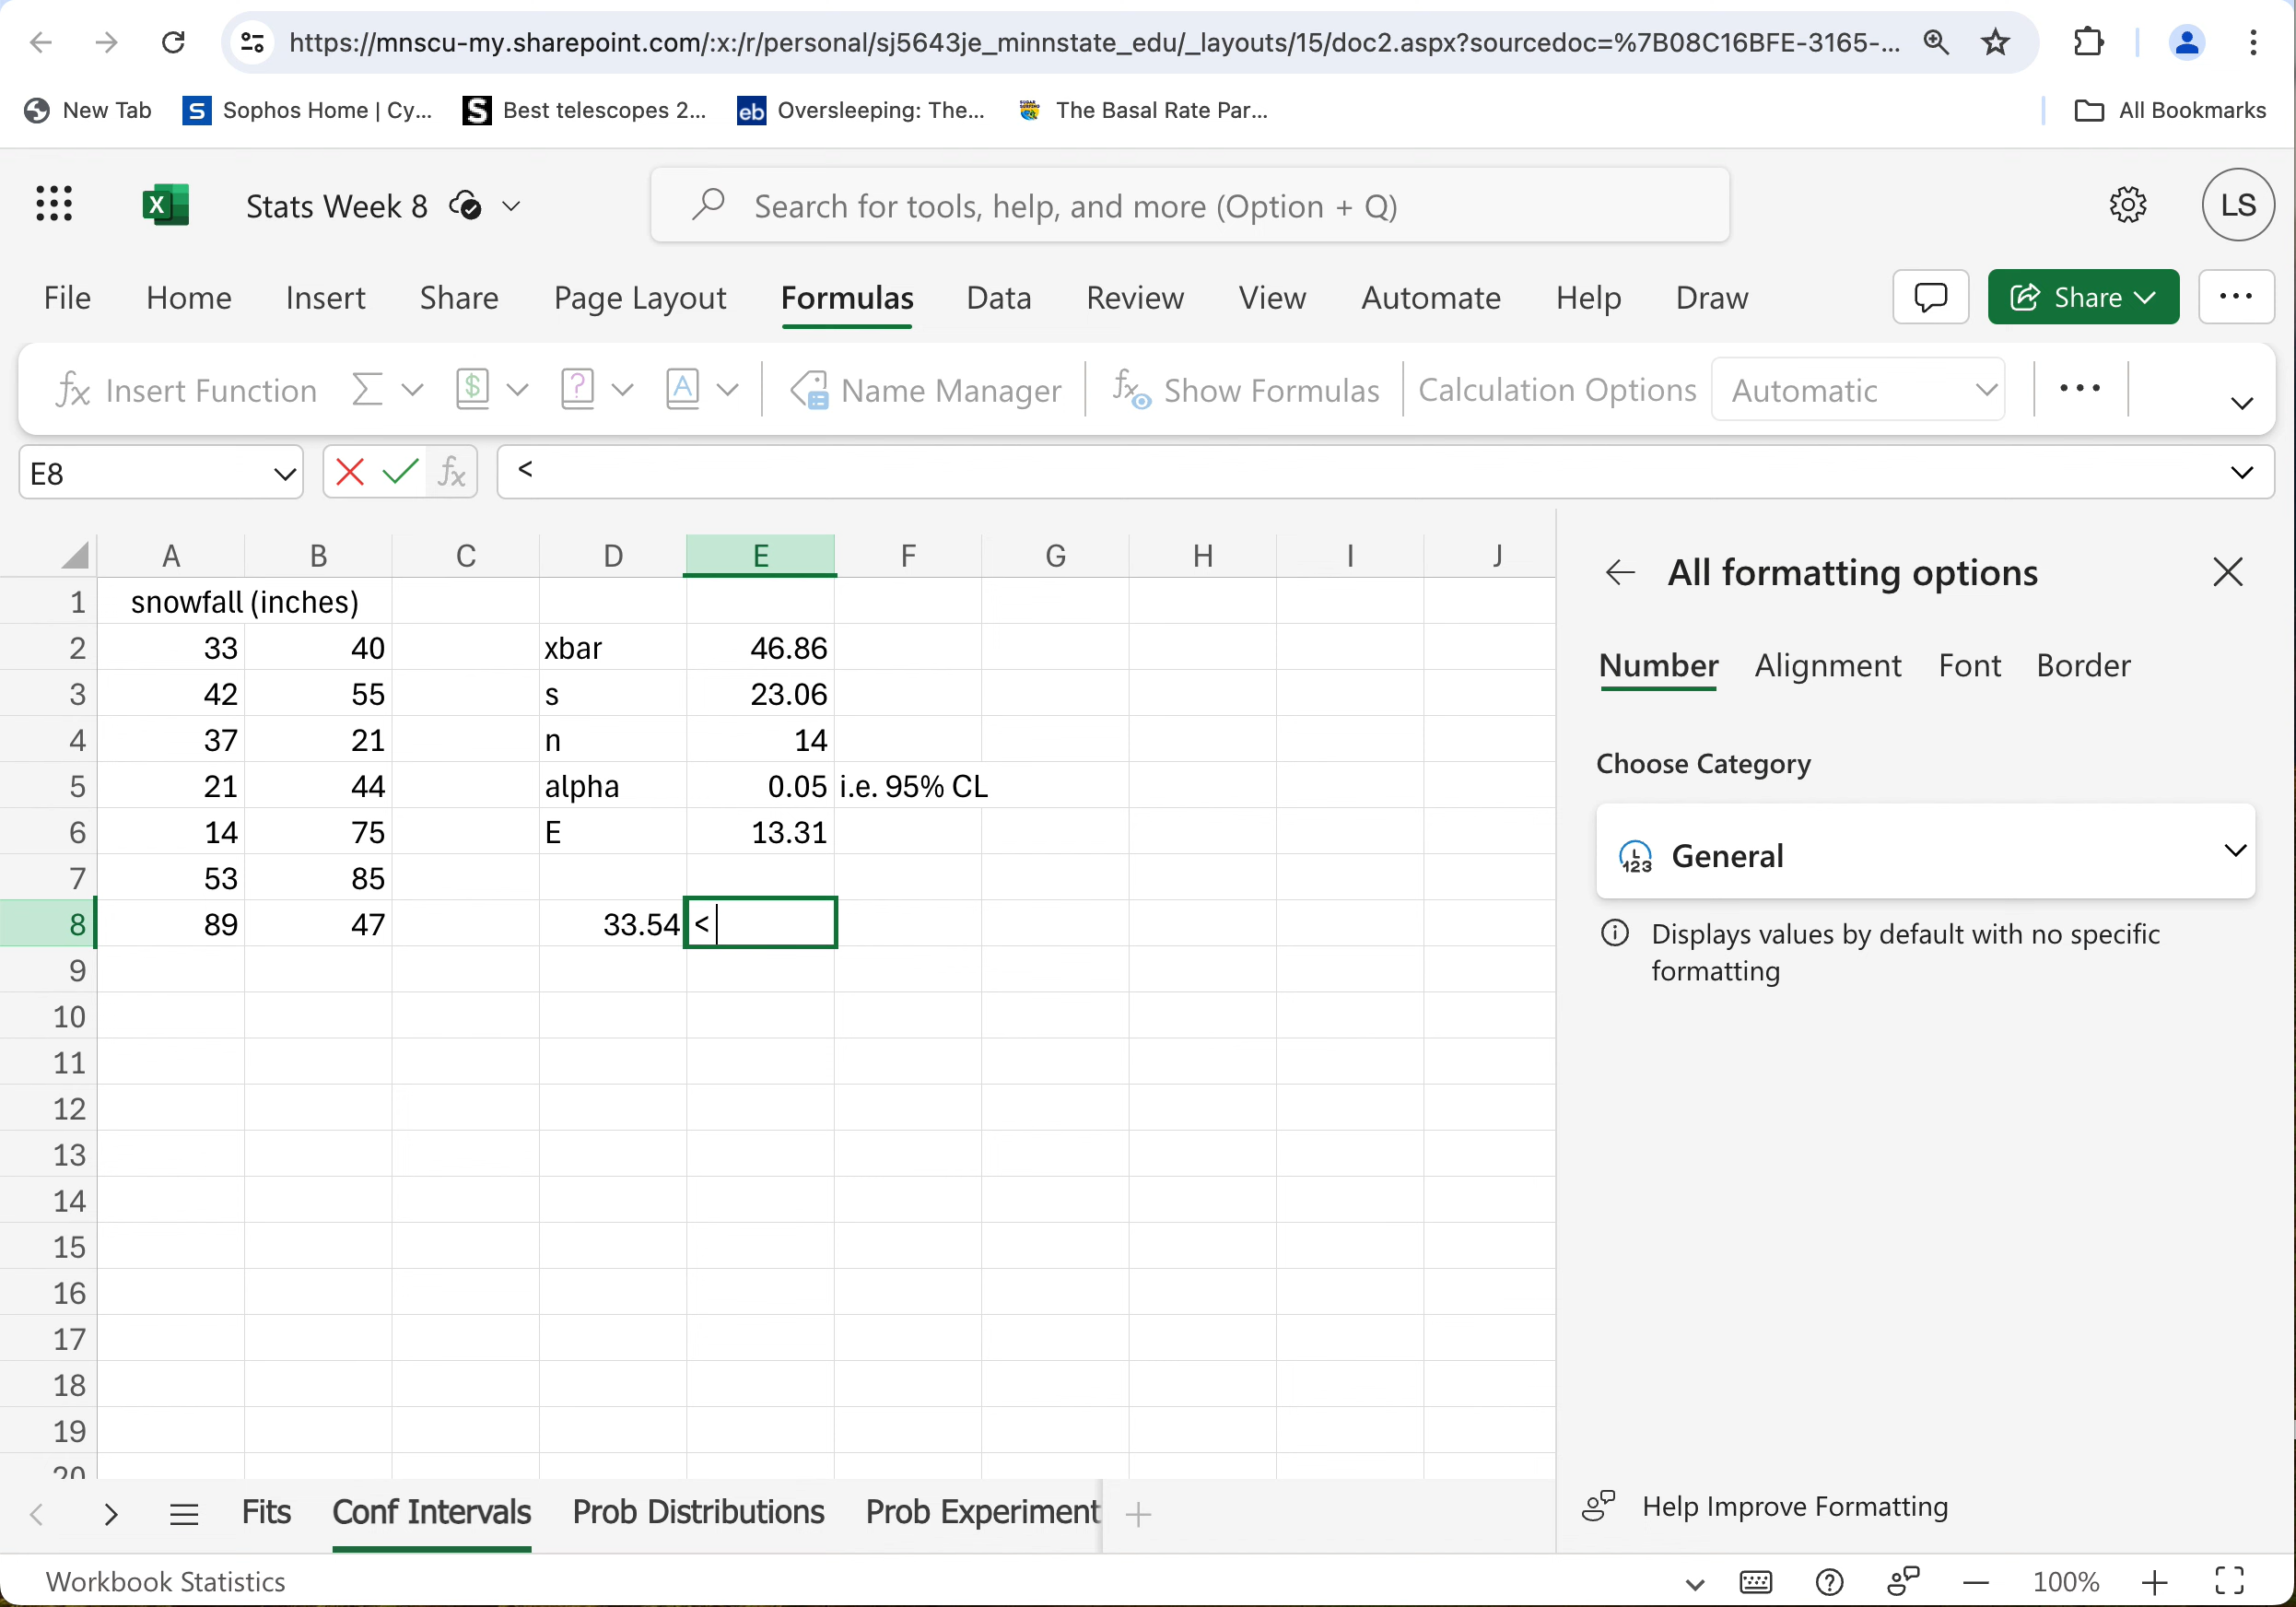 https://mnscu-my.sharepoint.com/:x:/r/personal/sj5643je_minnstate_edu/_layouts/15/doc2.aspx?sourcedoc=%7B08C16BFE-3165-...
New Tab S Sophos Home | Cy... S Best telescopes 2... eb Oversleeping: The... The Basal Rate Par... All Bookmarks
X Stats Week 8 Search for tools, help, and more (Option + Q) LS
File Home Insert Share Page Layout Formulas Data Review View Automate Help Draw Share ...
fx Insert Function Σ $ ? A Name Manager fx Show Formulas Calculation Options Automatic ...
E8 fx <
A B C D E F G H I J
1 snowfall (inches)
2 33 40 xbar 46.86
3 42 55 s 23.06
4 37 21 n 14
5 21 44 alpha 0.05 i.e. 95% CL
6 14 75 E 13.31
7 53 85
8 89 47 33.54 <
9
10
11
12
13
14
15
16
17
18
19
20
All formatting options
Number Alignment Font Border
Choose Category
123 General
Displays values by default with no specific
formatting
Help Improve Formatting
Fits Conf Intervals Prob Distributions Prob Experiment
Workbook Statistics 100%